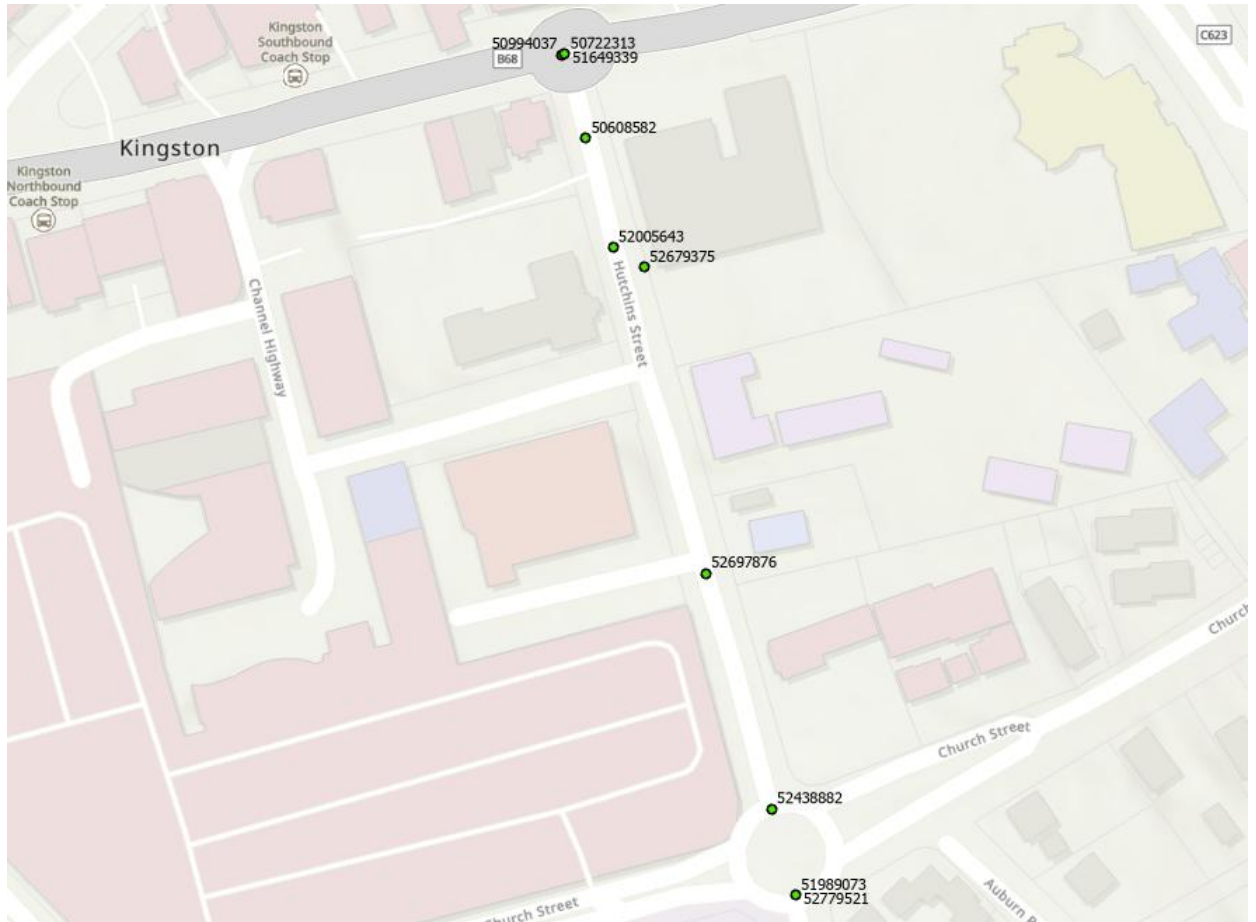 Kingston
Southbound
Coach Stop
50994037
50722313
51649339
B68
C623
50608582
Kingston
Kingston
Northbound
Coach Stop
52005643
52679375
Hutchins Street
Channel Highway
52697876
Church Street
52438882
51989073
52779521
Church Street
Church
Auburn